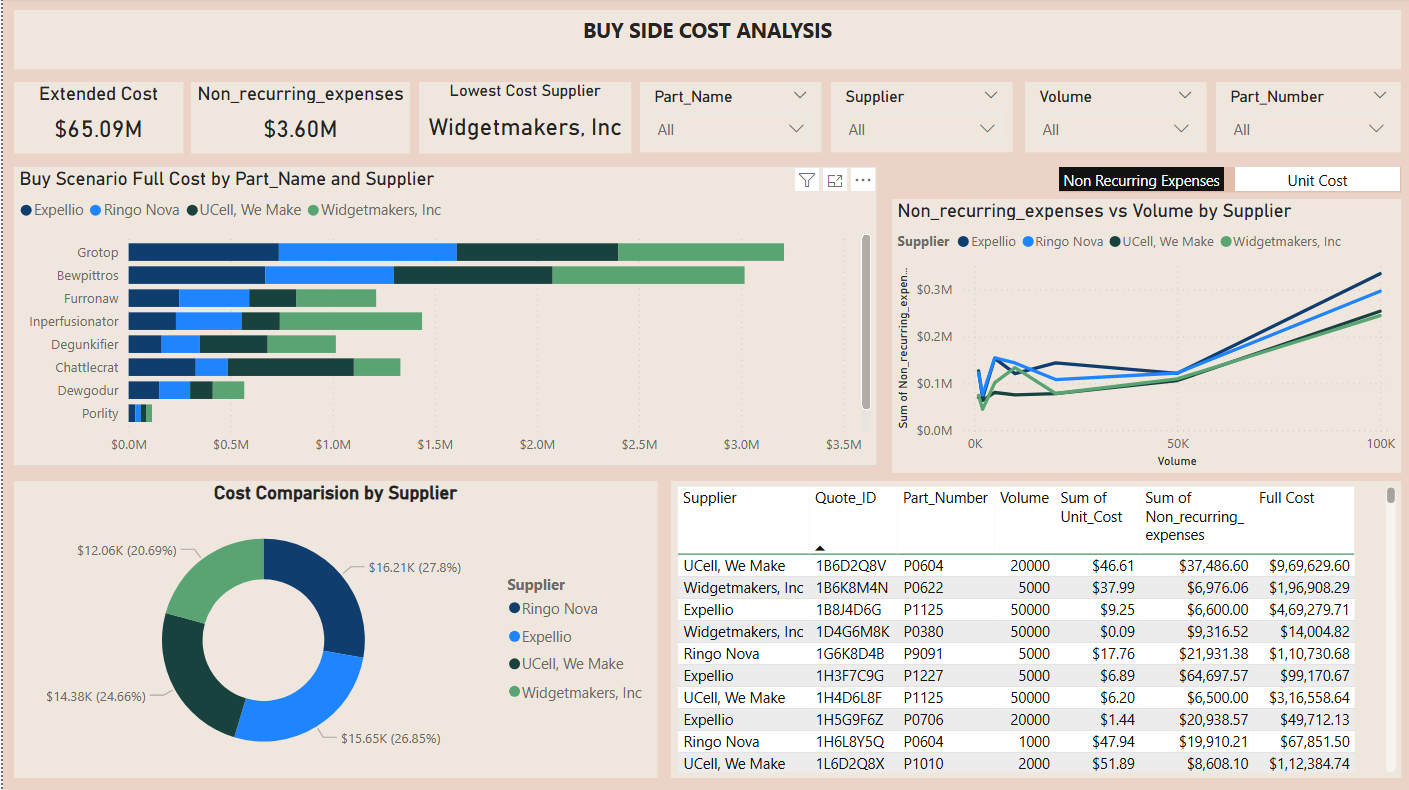 BUY SIDE COST ANALYSIS
Extended Cost
$65.09M
Non_recurring_expenses
$3.60M
Lowest Cost Supplier
Widgetmakers, Inc
Part_Name
All
Supplier
All
Volume
All
Part_Number
All
Buy Scenario Full Cost by Part_Name and Supplier
Expellio Ringo Nova UCell, We Make Widgetmakers, Inc
Grotop
Bewpittros
Furronaw
Inperfusionator
Degunkifier
Chattlecrat
Dewgodur
Porlity
$0.0M $0.5M $1.0M $1.5M $2.0M $2.5M $3.0M $3.5M
Non Recurring Expenses Unit Cost
Non_recurring_expenses vs Volume by Supplier
Supplier Expellio Ringo Nova UCell, We Make Widgetmakers, Inc
Sum of Non_recurring_expen...
$0.3M
$0.2M
$0.1M
$0.0M
0K 50K 100K
Volume
Cost Comparision by Supplier
$12.06K (20.69%)
$16.21K (27.8%)
$14.38K (24.66%)
$15.65K (26.85%)
Supplier
Ringo Nova
Expellio
UCell, We Make
Widgetmakers, Inc
Supplier Quote_ID Part_Number Volume Sum of Unit_Cost Sum of Non_recurring_ expenses Full Cost
UCell, We Make 1B6D2Q8V P0604 20000 $46.61 $37,486.60 $9,69,629.60
Widgetmakers, Inc 1B6K8M4N P0622 5000 $37.99 $6,976.06 $1,96,908.29
Expellio 1B8J4D6G P1125 50000 $9.25 $6,600.00 $4,69,279.71
Widgetmakers, Inc 1D4G6M8K P0380 50000 $0.09 $9,316.52 $14,004.82
Ringo Nova 1G6K8D4B P9091 5000 $17.76 $21,931.38 $1,10,730.68
Expellio 1H3F7C9G P1227 5000 $6.89 $64,697.57 $99,170.67
UCell, We Make 1H4D6L8F P1125 50000 $6.20 $6,500.00 $3,16,558.64
Expellio 1H5G9F6Z P0706 20000 $1.44 $20,938.57 $49,712.13
Ringo Nova 1H6L8Y5Q P0604 1000 $47.94 $19,910.21 $67,851.50
UCell, We Make 1L6D2Q8X P1010 2000 $51.89 $8,608.10 $1,12,384.74